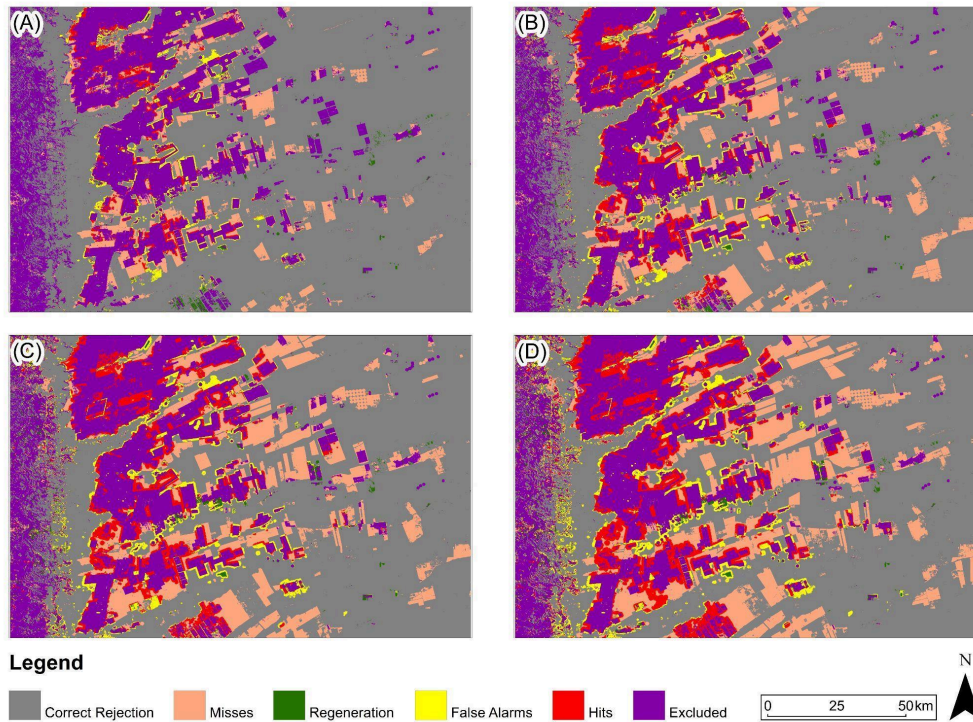 (A)
(B)
(C)
(D)
Legend
N
Correct Rejection
Misses
Regeneration
False Alarms
Hits
Excluded
0 25 50 km